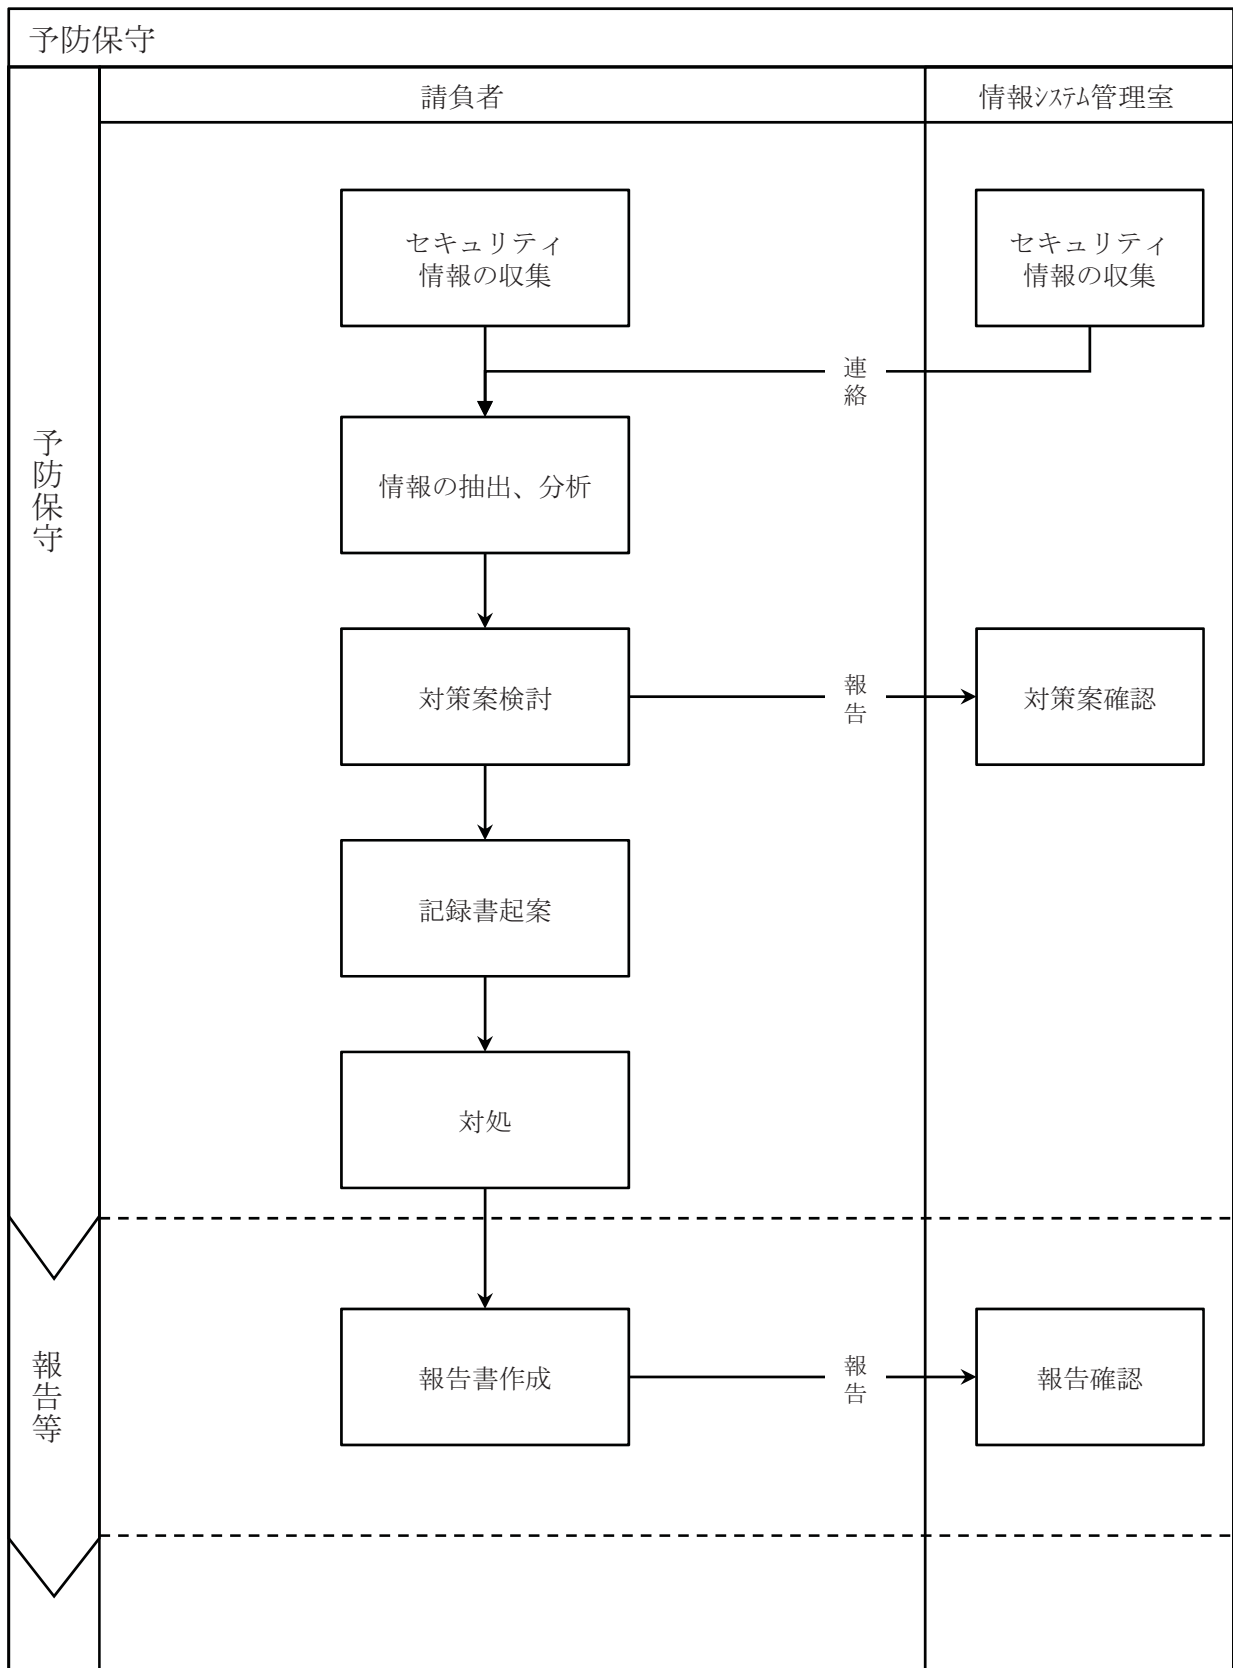 予防保守
請負者
情報システム管理室
予防保守
セキュリティ
情報の収集
セキュリティ
情報の収集
連絡
情報の抽出、分析
対策案検討
報告
対策案確認
記録書起案
対処
報告等
報告書作成
報告
報告確認